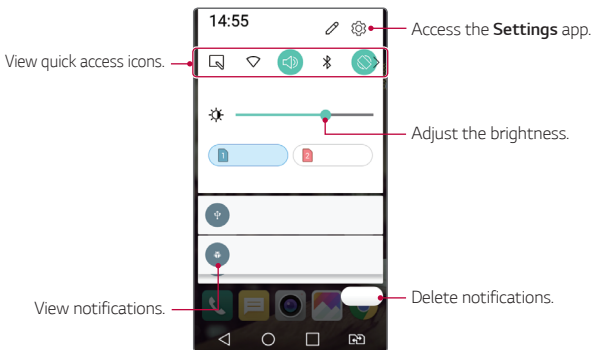 14:55
Access the Settings app.
View quick access icons.
Adjust the brightness.
1
2
View notifications.
Delete notifications.